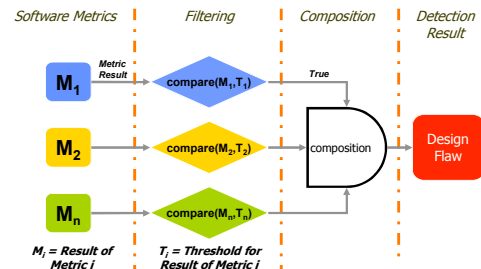 Software Metrics
Filtering
Composition
Detection
Result
M1
Metric
Result
compare(M1,T1)
True
M2
compare(M2,T2)
composition
Design
Flaw
Mn
compare(Mn,Tn)
Mi = Result of
Metric i
Ti = Threshold for
Result of Metric i